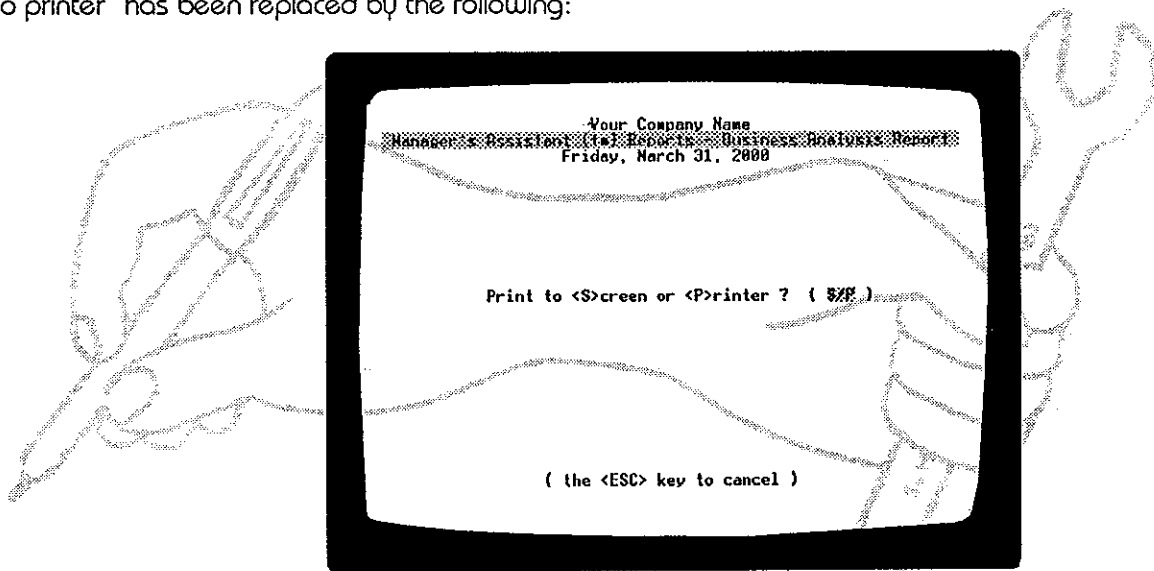 o printer" has been replaced by the following:
Your Company Name
Manager's Assistant (tm) Reports - Business Analysis Report
Friday, March 31, 2000
Print to <S>creen or <P>rinter ? ( S/P )
( the <ESC> key to cancel )